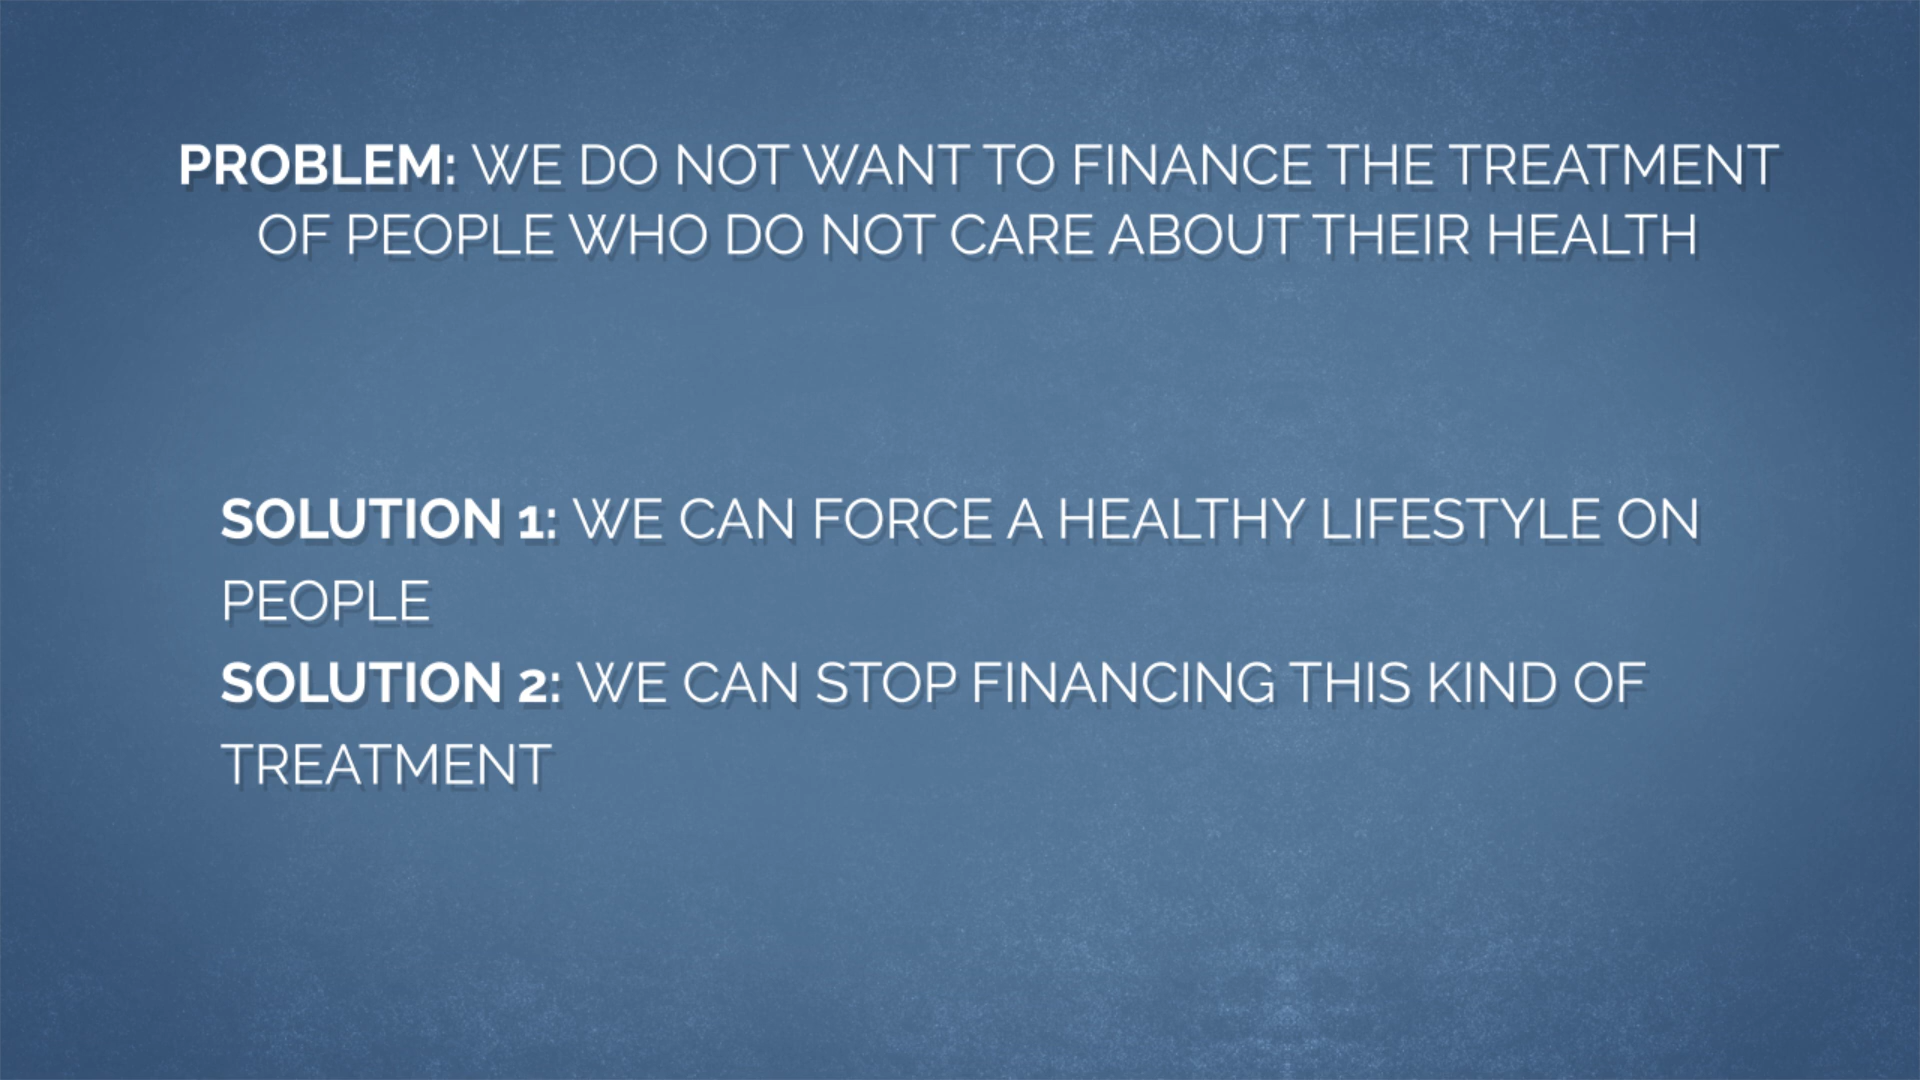 PROBLEM: WE DO NOT WANT TO FINANCE THE TREATMENT
OF PEOPLE WHO DO NOT CARE ABOUT THEIR HEALTH
SOLUTION 1: WE CAN FORCE A HEALTHY LIFESTYLE ON
PEOPLE
SOLUTION 2: WE CAN STOP FINANCING THIS KIND OF
TREATMENT